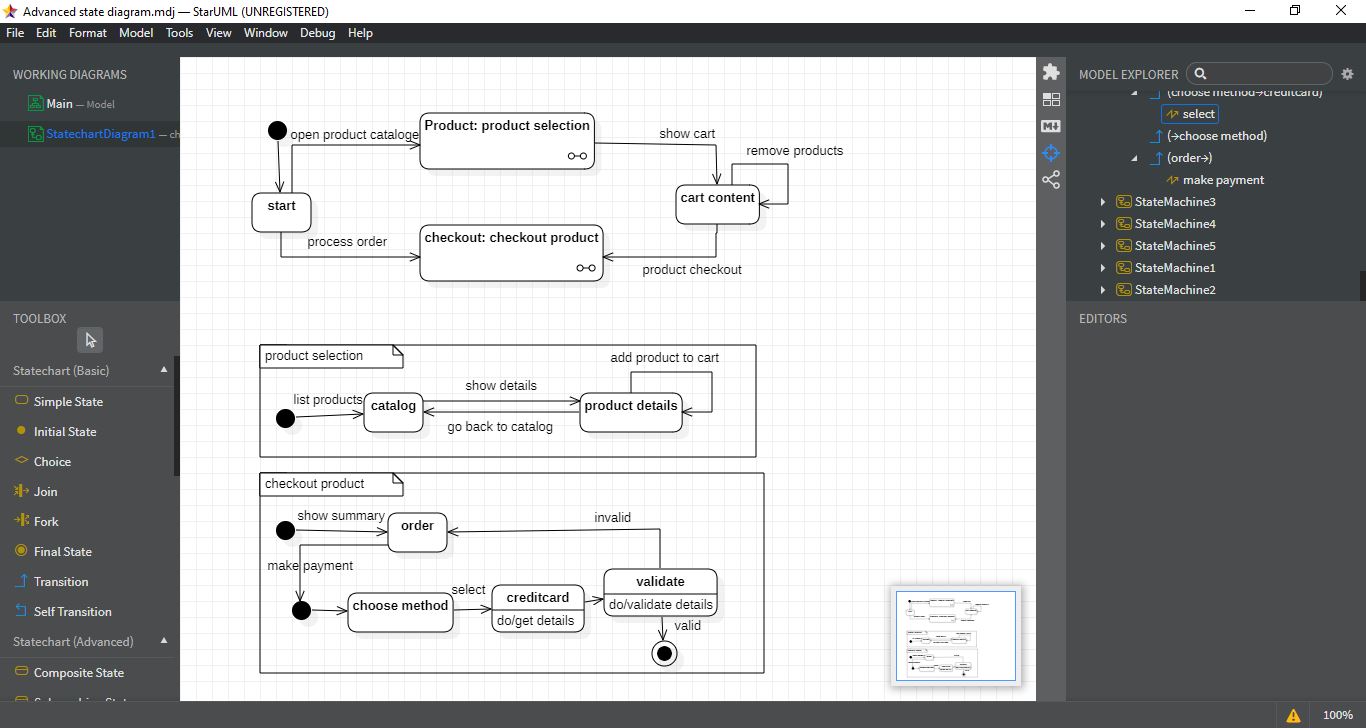 Advanced state diagram.mdj — StarUML (UNREGISTERED)
File Edit Format Model Tools View Window Debug Help
WORKING DIAGRAMS
Main — Model
StatechartDiagram1 — ch
TOOLBOX
Statechart (Basic)
Simple State
Initial State
Choice
Join
Fork
Final State
Transition
Self Transition
Statechart (Advanced)
Composite State
open product cataloge
Product: product selection
show cart
remove products
start
cart content
process order
checkout: checkout product
product checkout
product selection
add product to cart
list products
catalog
show details
product details
go back to catalog
checkout product
show summary
order
invalid
make payment
choose method
select
creditcard
do/get details
validate
do/validate details
valid
MODEL EXPLORER
(choose method→creditcard)
select
(→choose method)
(order→)
make payment
StateMachine3
StateMachine4
StateMachine5
StateMachine1
StateMachine2
EDITORS
100%